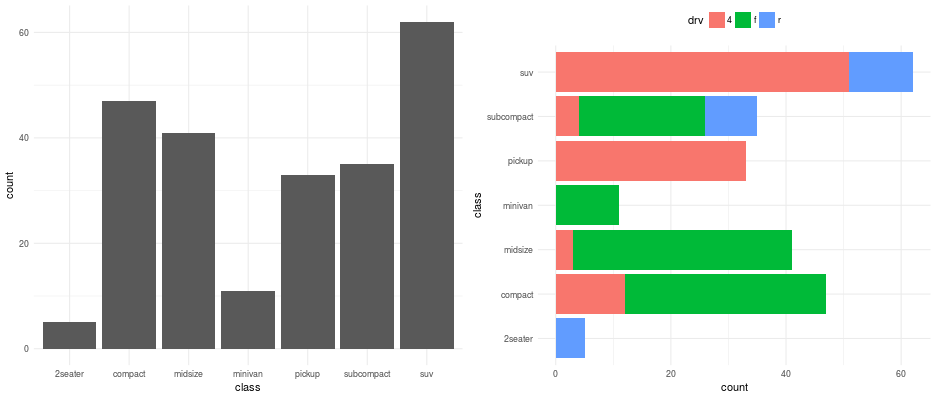 60
40
20
0
count
2seater compact midsize minivan pickup subcompact suv
class
drv 4 f r
suv
subcompact
pickup
minivan
midsize
compact
2seater
class
0 20 40 60
count